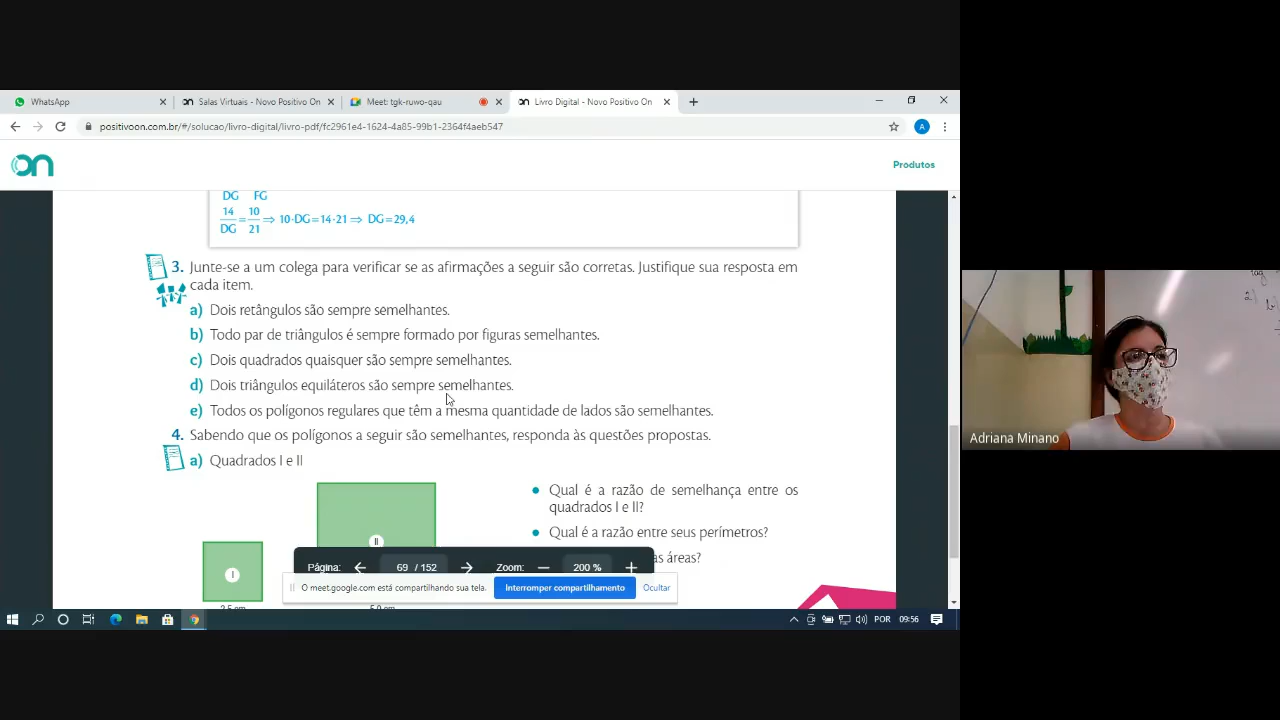 WhatsApp
Salas Virtuais - Novo Positivo On
Meet: tgk-ruwo-qau
Livro Digital - Novo Positivo On
positivoon.com.br/#/solucao/livro-digital/livro-pdf/fc2961e4-1624-4a85-99b1-2364f4aeb547
A
on
Produtos
DG FG
14/DG = 10/21 ⇒ 10·DG=14·21 ⇒ DG=29,4
3. Junte-se a um colega para verificar se as afirmações a seguir são corretas. Justifique sua resposta em
cada item.
a) Dois retângulos são sempre semelhantes.
b) Todo par de triângulos é sempre formado por figuras semelhantes.
c) Dois quadrados quaisquer são sempre semelhantes.
d) Dois triângulos equiláteros são sempre semelhantes.
e) Todos os polígonos regulares que têm a mesma quantidade de lados são semelhantes.
4. Sabendo que os polígonos a seguir são semelhantes, responda às questões propostas.
a) Quadrados I e II
• Qual é a razão de semelhança entre os
quadrados I e II?
• Qual é a razão entre seus perímetros?
as áreas?
II
I
Página: 69 / 152 Zoom: 200 %
O meet.google.com está compartilhando sua tela. Interromper compartilhamento Ocultar
POR 09:56
Adriana Minano